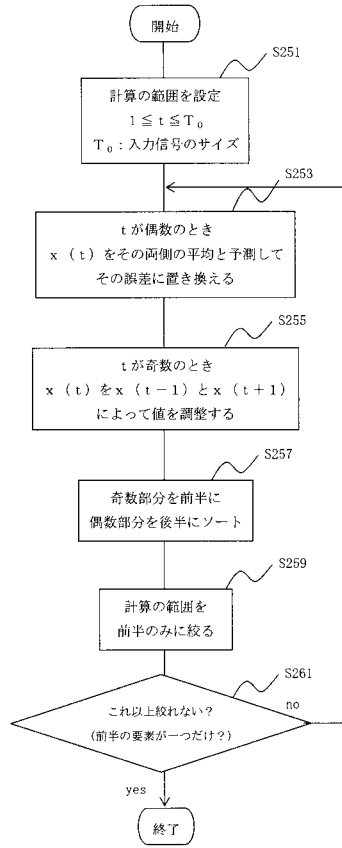 開始
S251
計算の範囲を設定
1≦t≦T₀
T₀:入力信号のサイズ
S253
tが偶数のとき
x(t)をその両側の平均と予測して
その誤差に置き換える
S255
tが奇数のとき
x(t)をx(t-1)とx(t+1)
によって値を調整する
S257
奇数部分を前半に
偶数部分を後半にソート
S259
計算の範囲を
前半のみに絞る
S261
これ以上絞れない?
(前半の要素が一つだけ?)
no
yes
終了